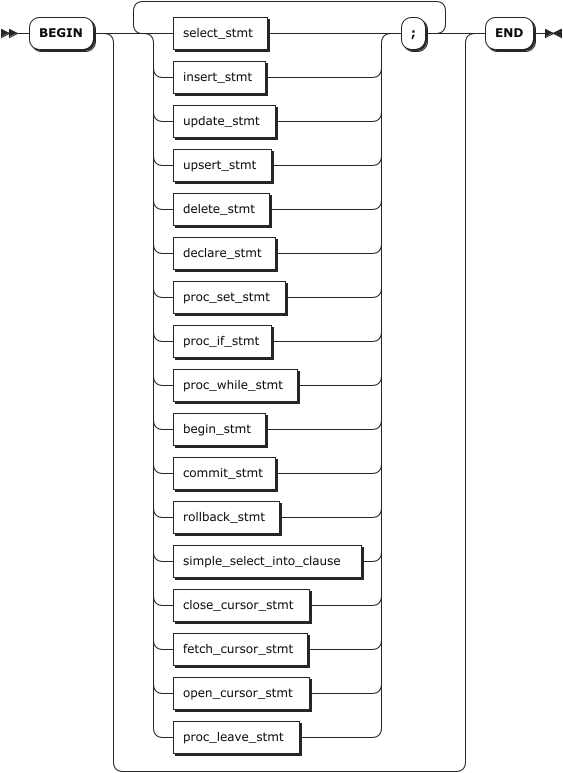 BEGIN select_stmt ; END
insert_stmt
update_stmt
upsert_stmt
delete_stmt
declare_stmt
proc_set_stmt
proc_if_stmt
proc_while_stmt
begin_stmt
commit_stmt
rollback_stmt
simple_select_into_clause
close_cursor_stmt
fetch_cursor_stmt
open_cursor_stmt
proc_leave_stmt